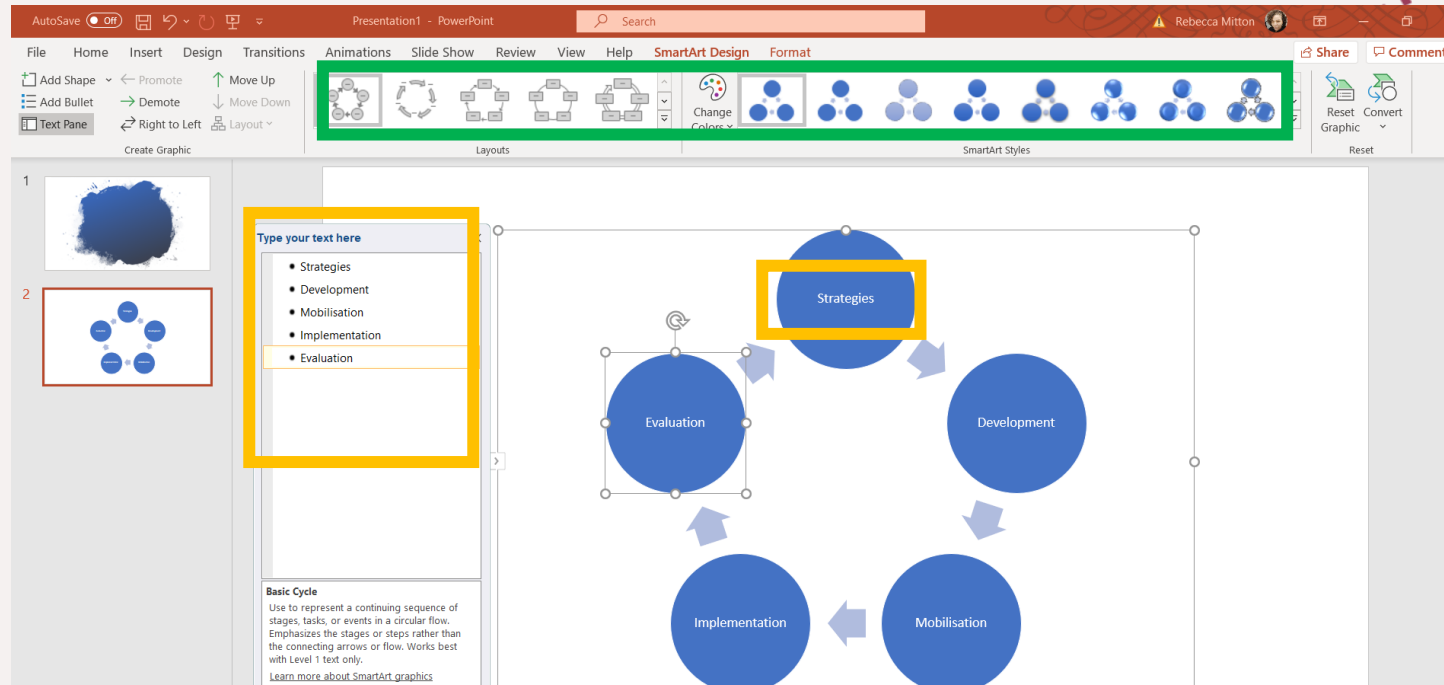 AutoSave Off Presentation1 - PowerPoint Search Rebecca Mitton
File Home Insert Design Transitions Animations Slide Show Review View Help SmartArt Design Format Share Comment
Add Shape Promote Move Up
Add Bullet Demote Move Down
Text Pane Right to Left Layout
Create Graphic
Layouts
Change
Colors
SmartArt Styles
Reset
Graphic
Convert
Reset
1
2
Type your text here
Strategies
Development
Mobilisation
Implementation
Evaluation
Basic Cycle
Use to represent a continuing sequence of
stages, tasks, or events in a circular flow.
Emphasizes the stages or steps rather than
the connecting arrows or flow. Works best
with Level 1 text only.
Learn more about SmartArt graphics
Strategies
Evaluation
Development
Implementation
Mobilisation